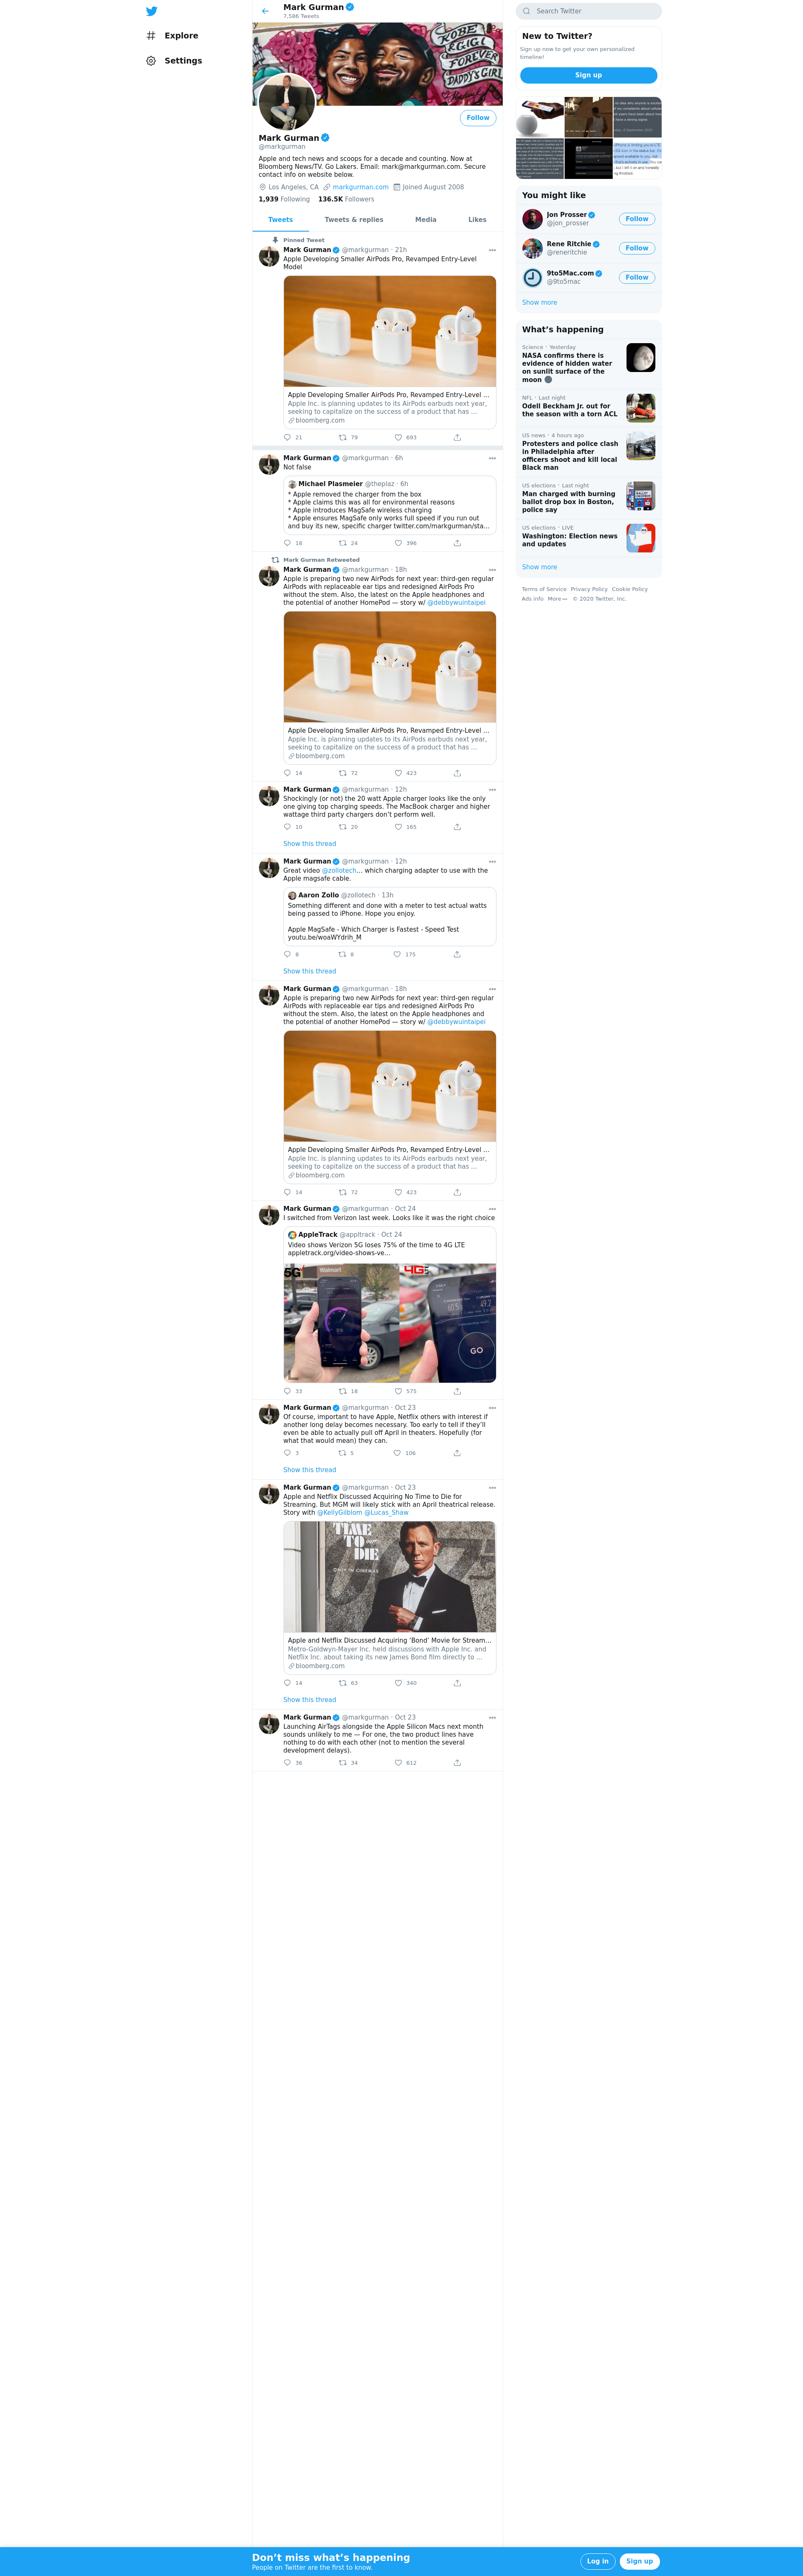 Explore
Settings
Mark Gurman
7,586 Tweets
KOBE
& GIGI
FOREVER
DADDY'S GIRL
Follow
Mark Gurman
@markgurman
Apple and tech news and scoops for a decade and counting. Now at
Bloomberg News/TV. Go Lakers. Email: mark@markgurman.com. Secure
contact info on website below.
Los Angeles, CA markgurman.com Joined August 2008
1,939 Following 136.5K Followers
Tweets Tweets & replies Media Likes
Pinned Tweet
Mark Gurman @markgurman · 21h
Apple Developing Smaller AirPods Pro, Revamped Entry-Level
Model
Apple Developing Smaller AirPods Pro, Revamped Entry-Level ...
Apple Inc. is planning updates to its AirPods earbuds next year,
seeking to capitalize on the success of a product that has ...
bloomberg.com
21 79 693
Mark Gurman @markgurman · 6h
Not false
Michael Plasmeier @theplaz · 6h
* Apple removed the charger from the box
* Apple claims this was all for environmental reasons
* Apple introduces MagSafe wireless charging
* Apple ensures MagSafe only works full speed if you run out
and buy its new, specific charger twitter.com/markgurman/sta...
18 24 396
Mark Gurman Retweeted
Mark Gurman @markgurman · 18h
Apple is preparing two new AirPods for next year: third-gen regular
AirPods with replaceable ear tips and redesigned AirPods Pro
without the stem. Also, the latest on the Apple headphones and
the potential of another HomePod — story w/ @debbywuintaipei
Apple Developing Smaller AirPods Pro, Revamped Entry-Level ...
Apple Inc. is planning updates to its AirPods earbuds next year,
seeking to capitalize on the success of a product that has ...
bloomberg.com
14 72 423
Mark Gurman @markgurman · 12h
Shockingly (or not) the 20 watt Apple charger looks like the only
one giving top charging speeds. The MacBook charger and higher
wattage third party chargers don't perform well.
10 20 165
Show this thread
Mark Gurman @markgurman · 12h
Great video @zollotech... which charging adapter to use with the
Apple magsafe cable.
Aaron Zollo @zollotech · 13h
Something different and done with a meter to test actual watts
being passed to iPhone. Hope you enjoy.
Apple MagSafe - Which Charger is Fastest - Speed Test
youtu.be/woaWYdrIh_M
8 8 175
Show this thread
Mark Gurman @markgurman · 18h
Apple is preparing two new AirPods for next year: third-gen regular
AirPods with replaceable ear tips and redesigned AirPods Pro
without the stem. Also, the latest on the Apple headphones and
the potential of another HomePod — story w/ @debbywuintaipei
Apple Developing Smaller AirPods Pro, Revamped Entry-Level ...
Apple Inc. is planning updates to its AirPods earbuds next year,
seeking to capitalize on the success of a product that has ...
bloomberg.com
14 72 423
Mark Gurman @markgurman · Oct 24
I switched from Verizon last week. Looks like it was the right choice
AppleTrack @appltrack · Oct 24
Video shows Verizon 5G loses 75% of the time to 4G LTE
appletrack.org/video-shows-ve...
5G Walmart 4G
GO
33 18 575
Mark Gurman @markgurman · Oct 23
Of course, important to have Apple, Netflix others with interest if
another long delay becomes necessary. Too early to tell if they'll
even be able to actually pull off April in theaters. Hopefully (for
what that would mean) they can.
3 5 106
Show this thread
Mark Gurman @markgurman · Oct 23
Apple and Netflix Discussed Acquiring No Time to Die for
Streaming. But MGM will likely stick with an April theatrical release.
Story with @KellyGilblom @Lucas_Shaw
TIME
TO
DIE
ONLY IN CINEMAS
Apple and Netflix Discussed Acquiring 'Bond' Movie for Stream...
Metro-Goldwyn-Mayer Inc. held discussions with Apple Inc. and
Netflix Inc. about taking its new James Bond film directly to ...
bloomberg.com
14 63 340
Show this thread
Mark Gurman @markgurman · Oct 23
Launching AirTags alongside the Apple Silicon Macs next month
sounds unlikely to me — For one, the two product lines have
nothing to do with each other (not to mention the several
development delays).
36 34 612
Search Twitter
New to Twitter?
Sign up now to get your own personalized
timeline!
Sign up
You might like
Jon Prosser
@jon_prosser
Follow
Rene Ritchie
@reneritchie
Follow
9to5Mac.com
@9to5mac
Follow
Show more
What's happening
Science · Yesterday
NASA confirms there is
evidence of hidden water
on sunlit surface of the
moon
NFL · Last night
Odell Beckham Jr. out for
the season with a torn ACL
US news · 4 hours ago
Protesters and police clash
in Philadelphia after
officers shoot and kill local
Black man
US elections · Last night
Man charged with burning
ballot drop box in Boston,
police say
US elections · LIVE
Washington: Election news
and updates
Show more
Terms of Service Privacy Policy Cookie Policy
Ads info More © 2020 Twitter, Inc.
Don't miss what's happening
People on Twitter are the first to know.
Log in Sign up